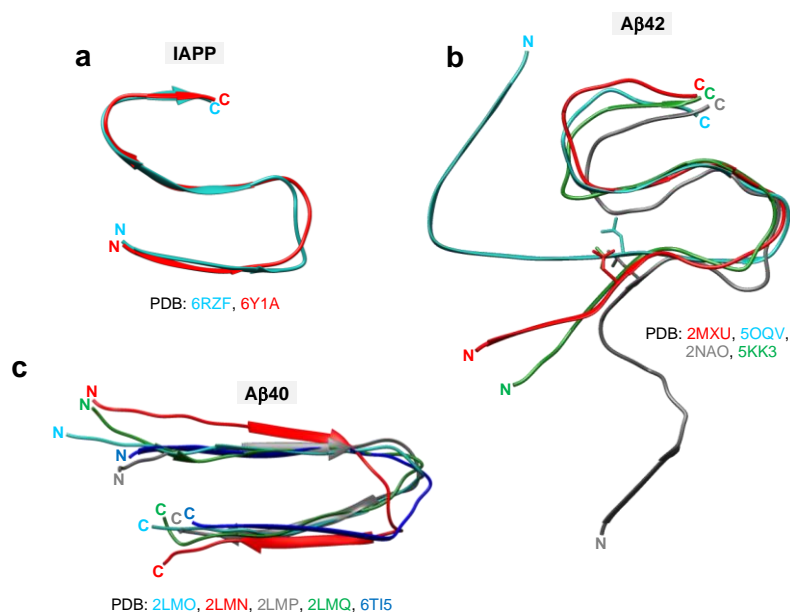 a
IAPP
C
C
N
N
PDB: 6RZF, 6Y1A
b
Aβ42
N
C
C
C
C
N
N
PDB: 2MXU, 5OQV,
2NAO, 5KK3
N
c
Aβ40
N
N
N
N
N
C
C
C
C
C
PDB: 2LMO, 2LMN, 2LMP, 2LMQ, 6TI5